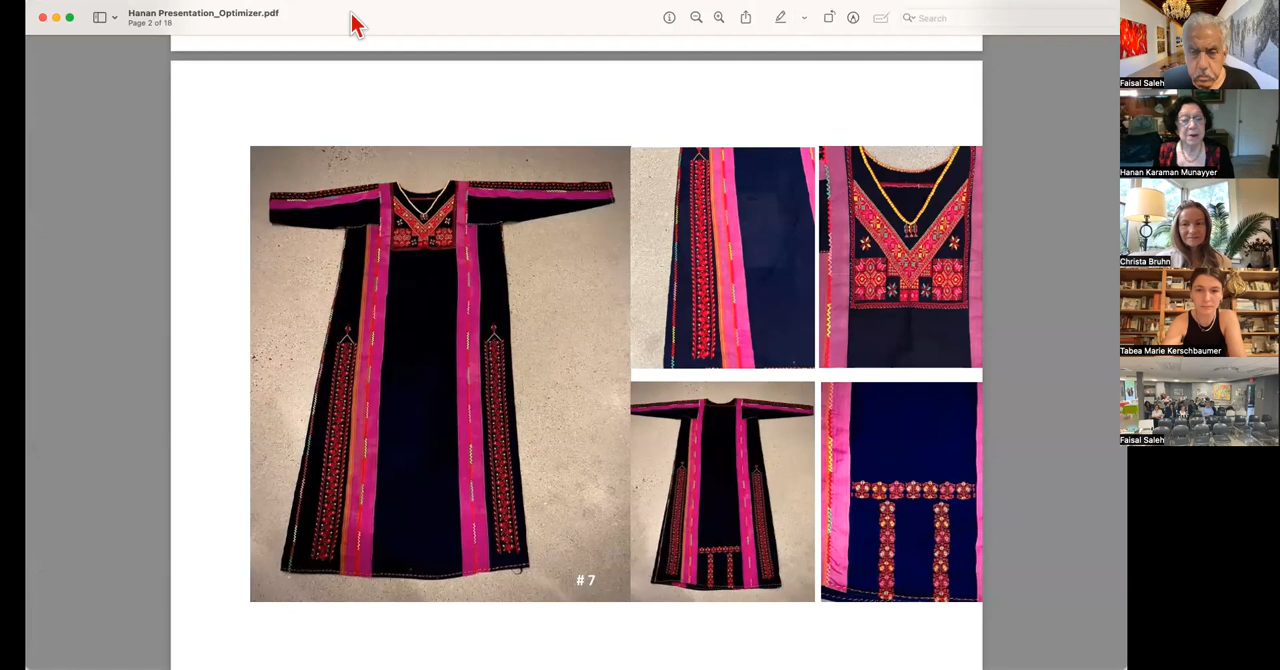 Hanan Presentation_Optimizer.pdf
Page 2 of 18
Search
# 7
Faisal Saleh
Hanan Karaman Munayyer
Christa Bruhn
Tabea Marie Kerschbaumer
Faisal Saleh